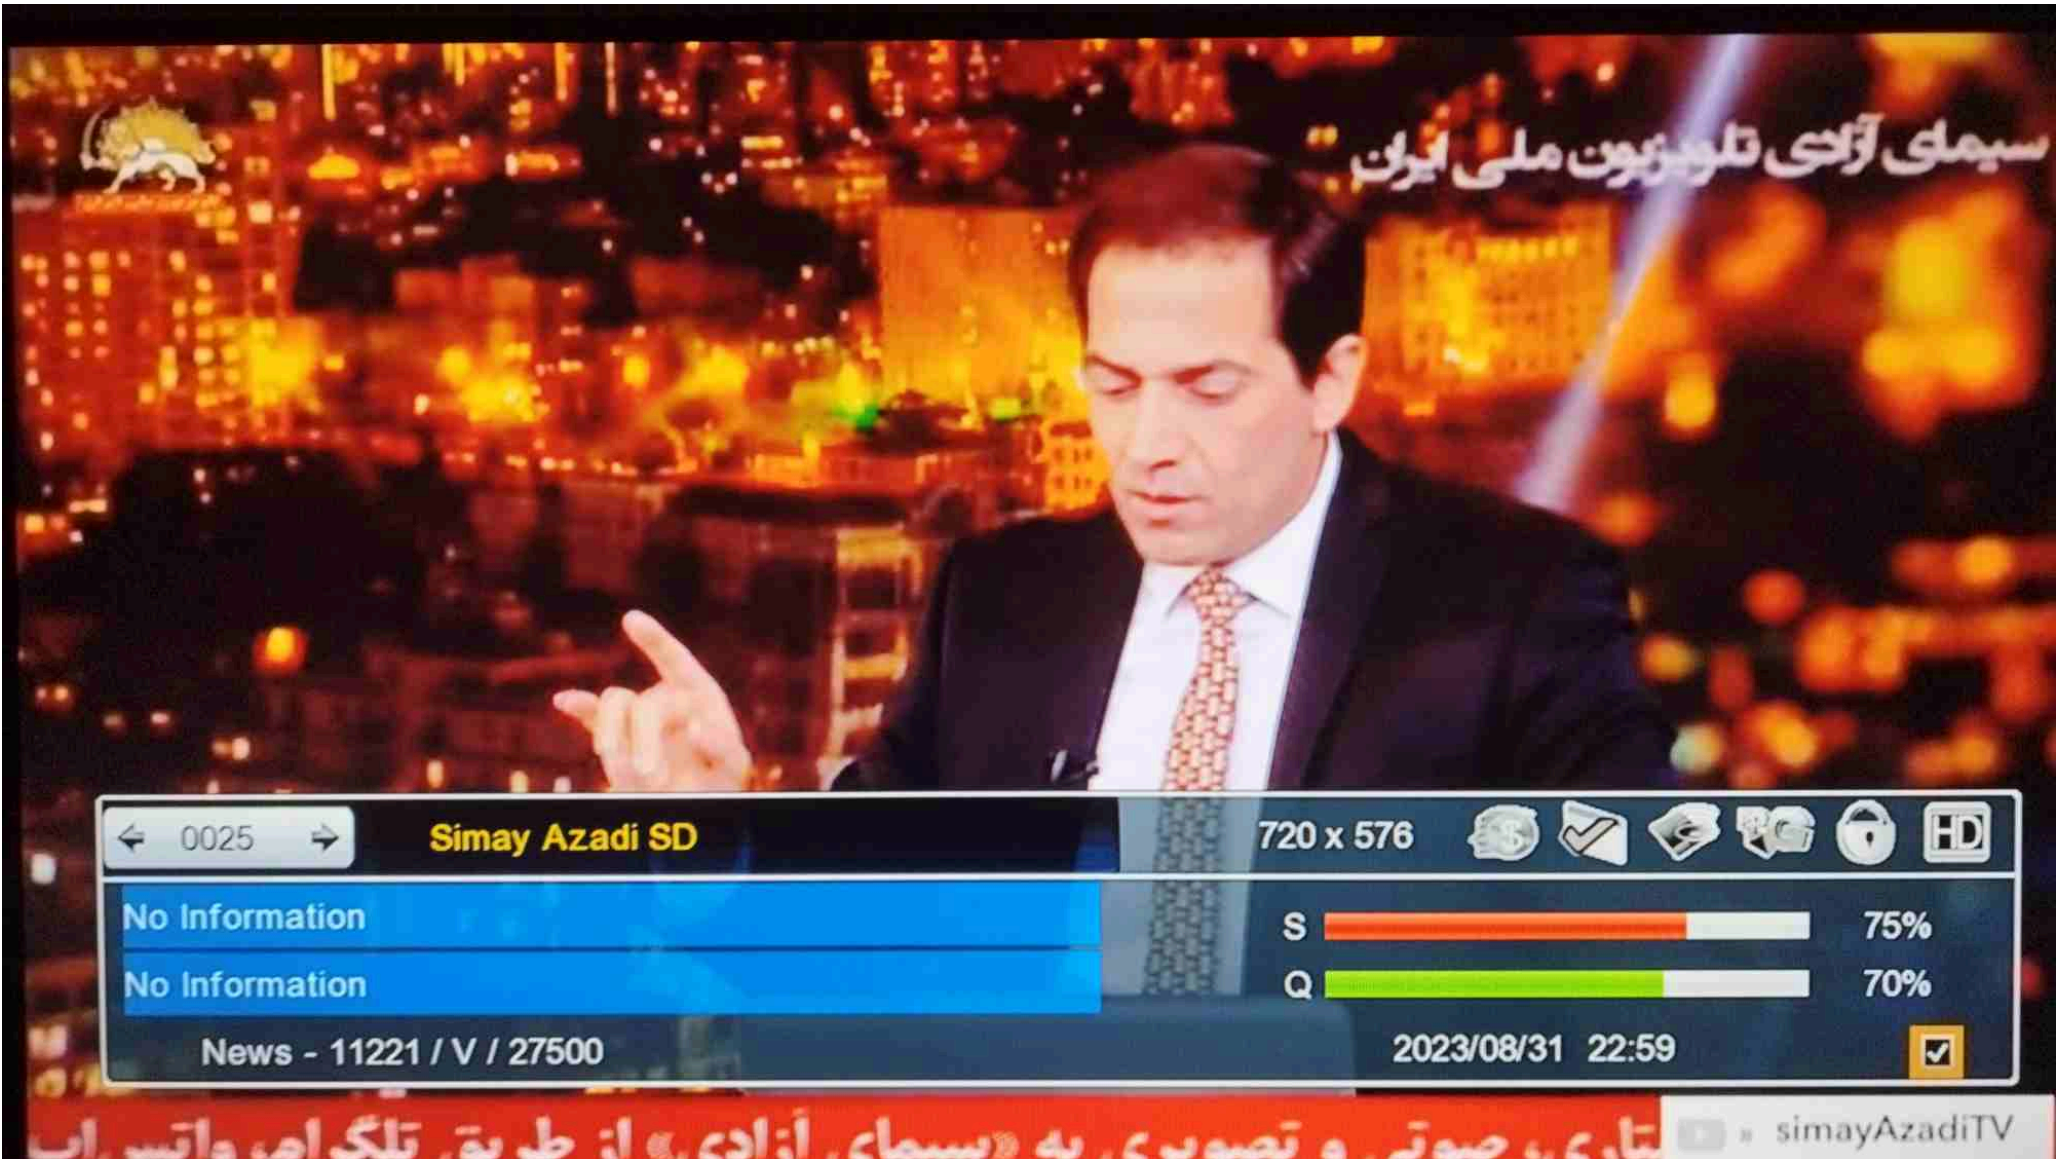 سیمای آزادی تلویزیون ملی ایران
0025
Simay Azadi SD
720 x 576
HD
No Information
S 75%
No Information
Q 70%
News - 11221 / V / 27500
2023/08/31 22:59
صوتی و تصویری به «سیمای آزادی» از طریق تلگرام، واتس اپ
simayAzadiTV